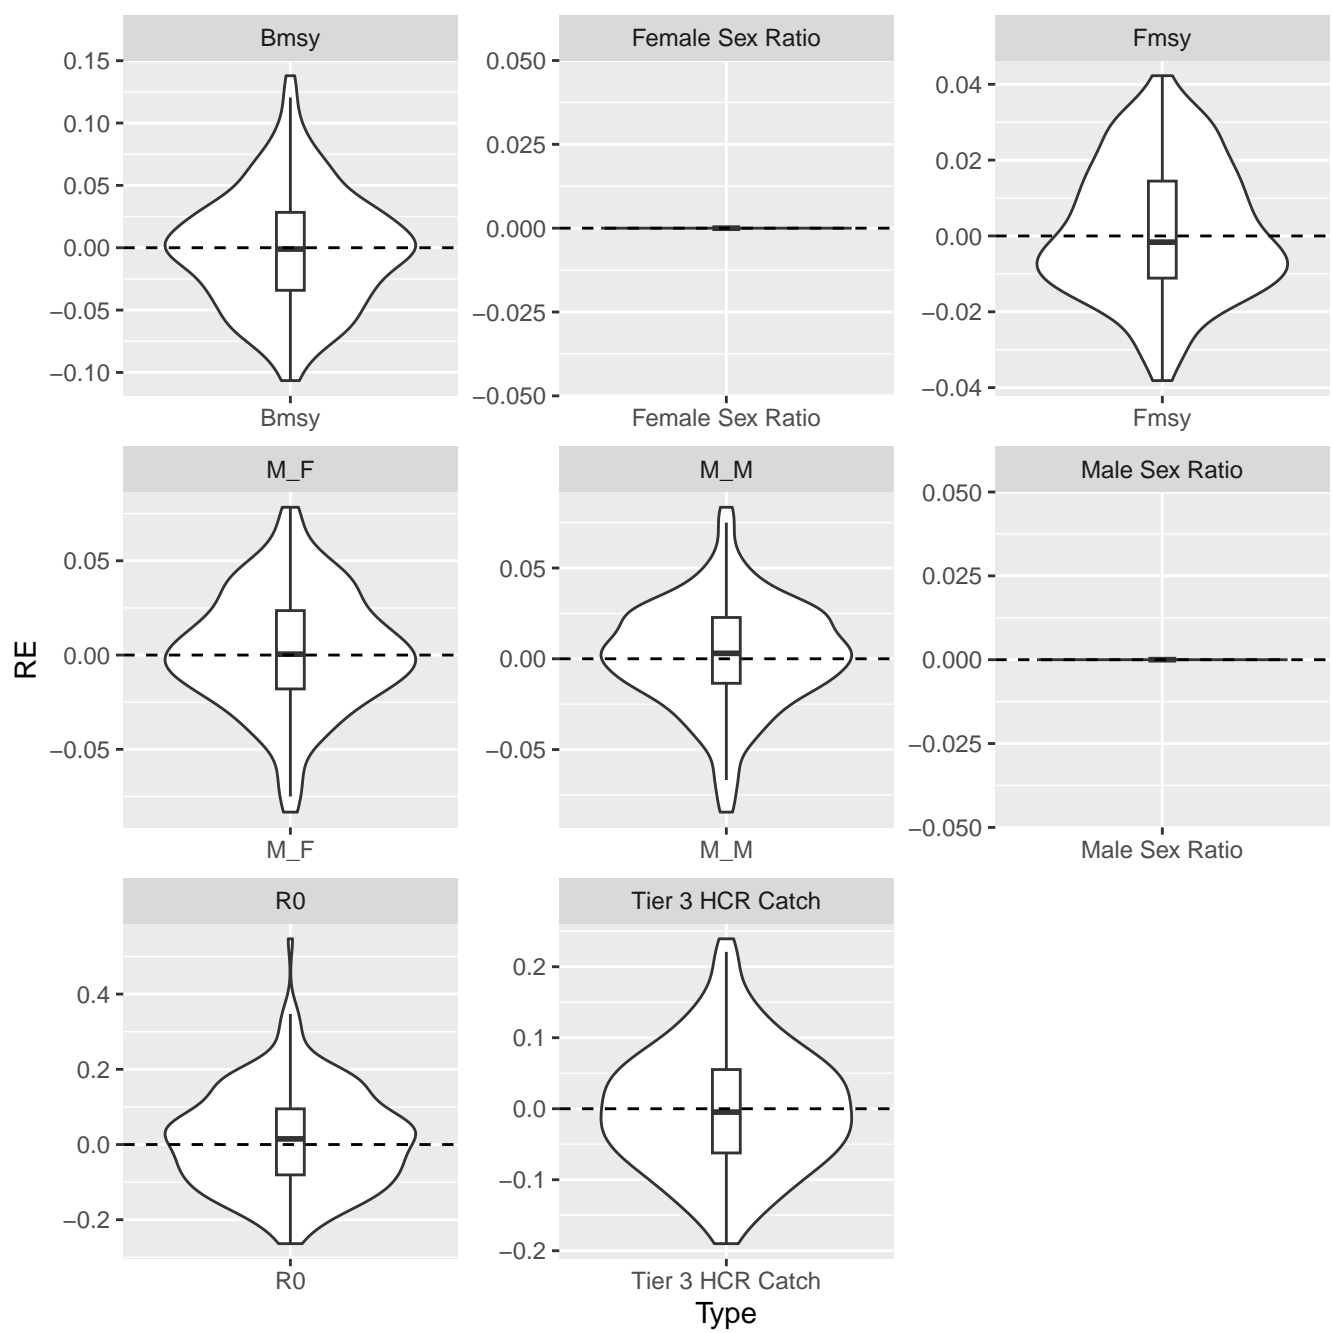 Bmsy
Female Sex Ratio
Fmsy
0.15
0.10
0.05
0.00
−0.05
−0.10
0.050
0.025
0.000
−0.025
−0.050
0.04
0.02
0.00
−0.02
−0.04
Bmsy
Female Sex Ratio
Fmsy
M_F
M_M
Male Sex Ratio
RE
0.05
0.00
−0.05
0.05
0.00
−0.05
0.050
0.025
0.000
−0.025
−0.050
M_F
M_M
Male Sex Ratio
R0
Tier 3 HCR Catch
0.4
0.2
0.0
−0.2
0.2
0.1
0.0
−0.1
−0.2
R0
Tier 3 HCR Catch
Type